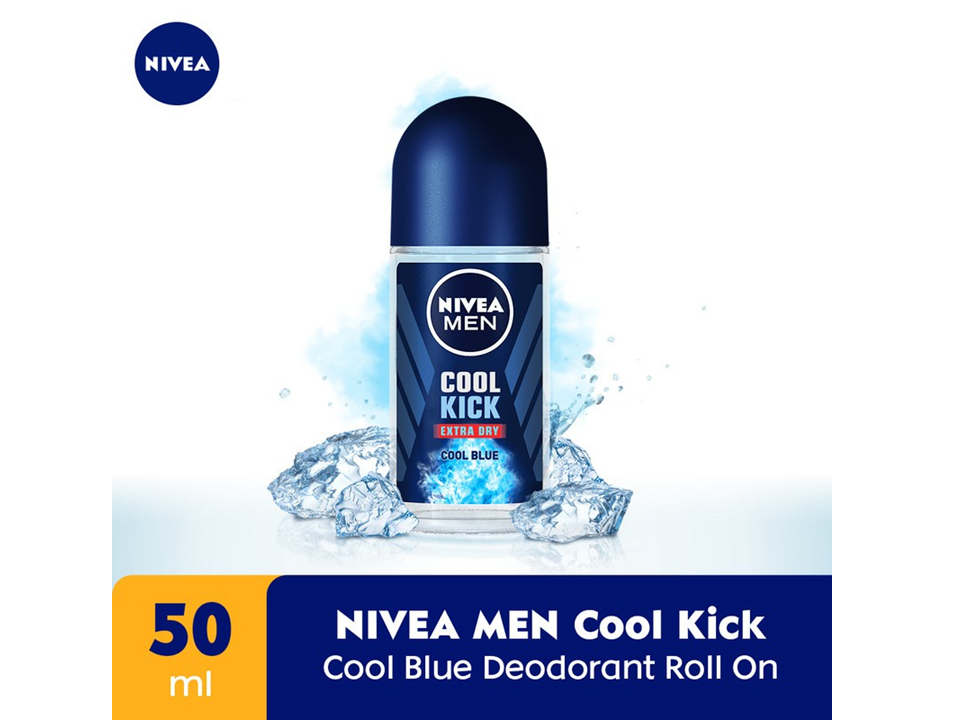 NIVEA
NIVEA
MEN
COOL
KICK
EXTRA DRY
COOL BLUE
50
ml
NIVEA MEN Cool Kick
Cool Blue Deodorant Roll On